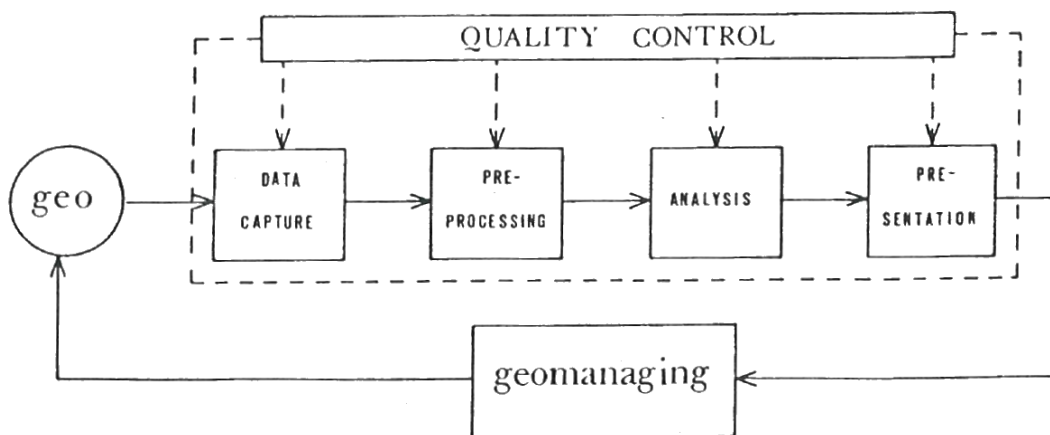 QUALITY CONTROL
geo
DATA
CAPTURE
PRE-
PROCESSING
ANALYSIS
PRE-
SENTATION
geomanaging